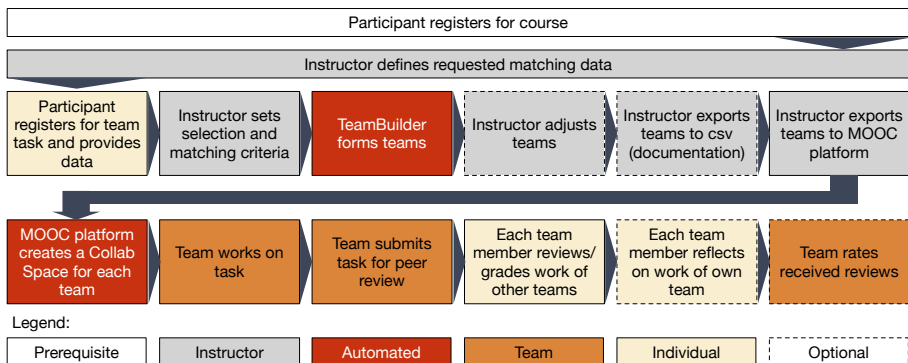 Participant registers for course
Instructor defines requested matching data
Participant
registers for team
task and provides
data
Instructor sets
selection and
matching criteria
TeamBuilder
forms teams
Instructor adjusts
teams
Instructor exports
teams to csv
(documentation)
Instructor exports
teams to MOOC
platform
MOOC platform
creates a Collab
Space for each
team
Team works on
task
Team submits
task for peer
review
Each team
member reviews/
grades work of
other teams
Each team
member reflects
on work of own
team
Team rates
received reviews
Legend:
Prerequisite
Instructor
Automated
Team
Individual
Optional